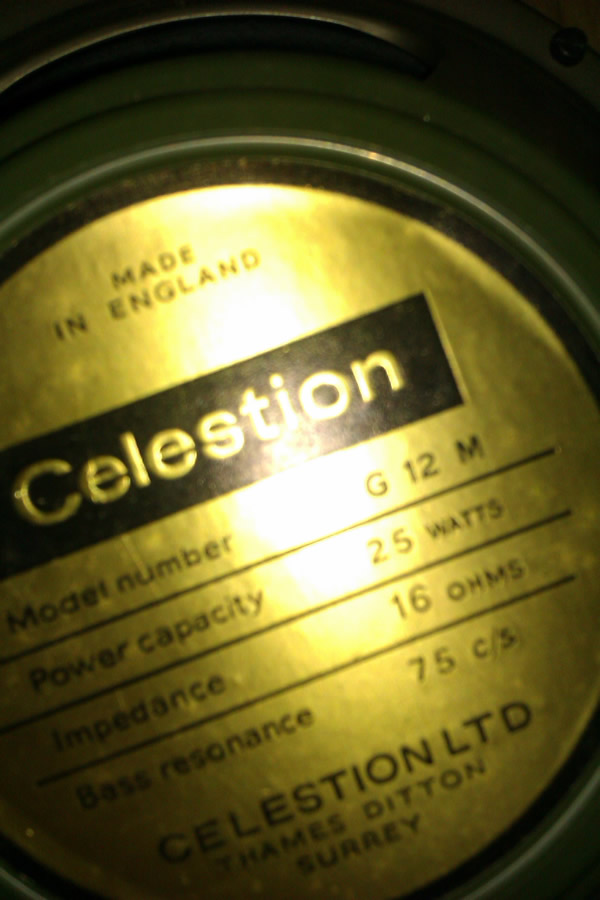 MADE
IN ENGLAND
Celestion
Model number G 12 M
Power capacity 25 WATTS
Impedance 16 OHMS
Bass resonance 75 C/S
CELESTION LTD
THAMES DITTON
SURREY